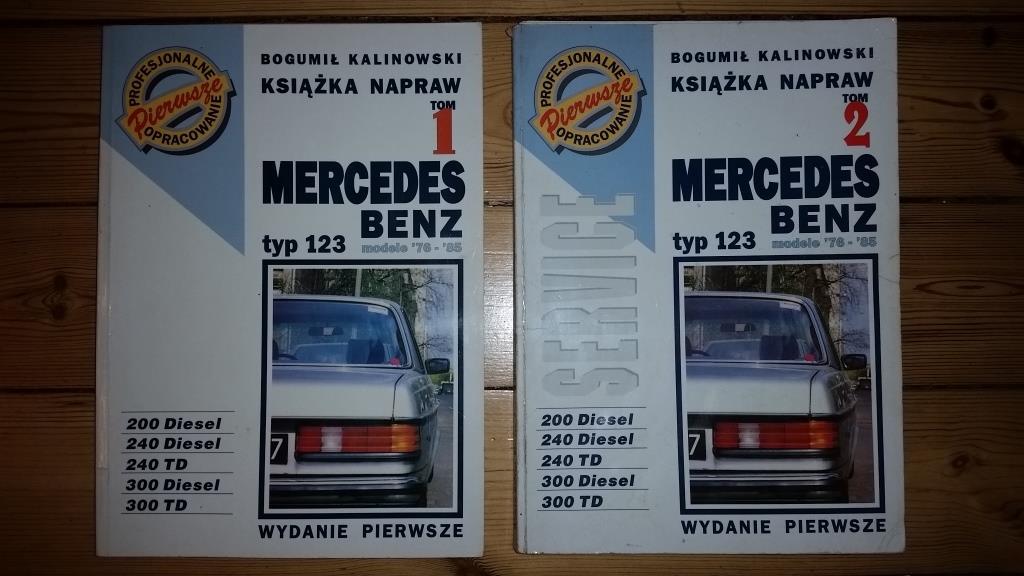 PROFESJONALNE
Pierwsze
OPRACOWANIE
BOGUMIŁ KALINOWSKI
KSIĄŻKA NAPRAW
TOM
1
MERCEDES
BENZ
typ 123
modele '76 - '85
7
200 Diesel
240 Diesel
240 TD
300 Diesel
300 TD
WYDANIE PIERWSZE
PROFESJONALNE
Pierwsze
OPRACOWANIE
BOGUMIŁ KALINOWSKI
KSIĄŻKA NAPRAW
TOM
2
MERCEDES
BENZ
typ 123
modele '76 - '85
SERVICE
7
200 Diesel
240 Diesel
240 TD
300 Diesel
300 TD
WYDANIE PIERWSZE